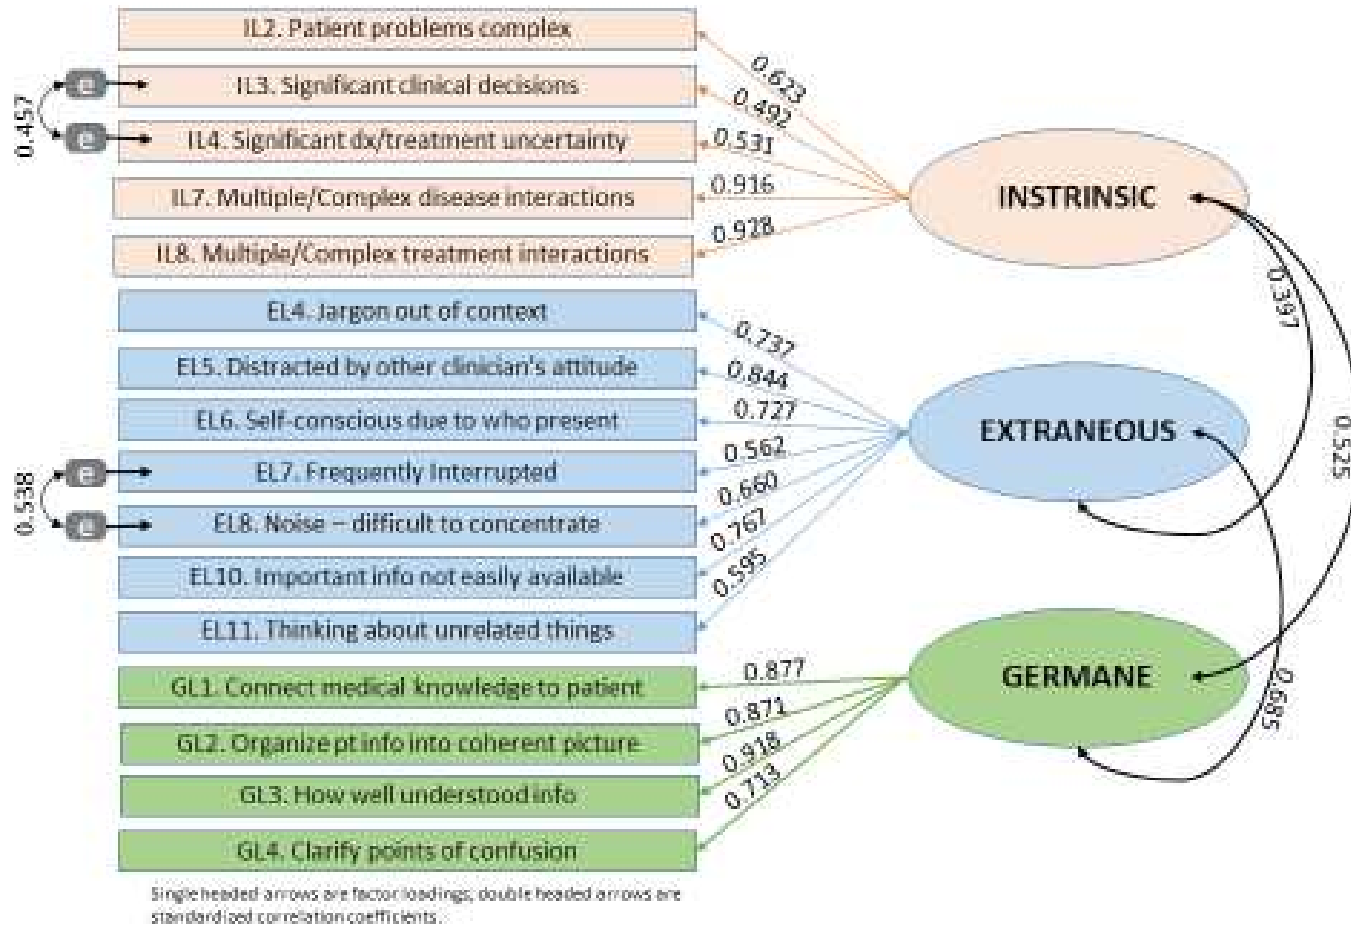 IL2. Patient problems complex
0.623
e
IL3. Significant clinical decisions
0.492
0.457
e
IL4. Significant dx/treatment uncertainty
0.531
IL7. Multiple/Complex disease interactions
0.916
INSTRINSIC
IL8. Multiple/Complex treatment interactions
0.928
0.397
EL4. Jargon out of context
0.737
EL5. Distracted by other clinician's attitude
0.844
EL6. Self-conscious due to who present
0.727
EXTRANEOUS
0.525
e
EL7. Frequently Interrupted
0.562
0.538
e
EL8. Noise – difficult to concentrate
0.660
EL10. Important info not easily available
0.767
EL11. Thinking about unrelated things
0.595
GL1. Connect medical knowledge to patient
0.877
GERMANE
0.685
GL2. Organize pt info into coherent picture
0.871
GL3. How well understood info
0.918
GL4. Clarify points of confusion
0.713
Single headed arrows are factor loadings, double headed arrows are
standardized correlation coefficients.